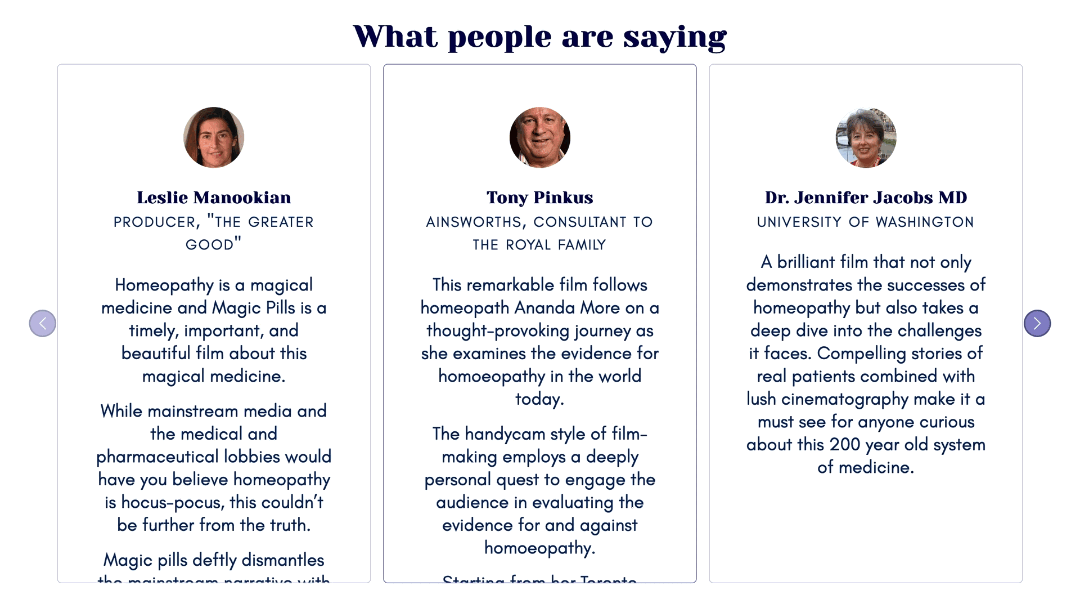 What people are saying
Leslie Manookian
PRODUCER, "THE GREATER
GOOD"
Homeopathy is a magical
medicine and Magic Pills is a
timely, important, and
beautiful film about this
magical medicine.
While mainstream media and
the medical and
pharmaceutical lobbies would
have you believe homeopathy
is hocus-pocus, this couldn't
be further from the truth.
Magic pills deftly dismantles
the mainstream narrative with
Tony Pinkus
AINSWORTHS, CONSULTANT TO
THE ROYAL FAMILY
This remarkable film follows
homeopath Ananda More on a
thought-provoking journey as
she examines the evidence for
homoeopathy in the world
today.
The handycam style of film-
making employs a deeply
personal quest to engage the
audience in evaluating the
evidence for and against
homoeopathy.
Starting from her Toronto
Dr. Jennifer Jacobs MD
UNIVERSITY OF WASHINGTON
A brilliant film that not only
demonstrates the successes of
homeopathy but also takes a
deep dive into the challenges
it faces. Compelling stories of
real patients combined with
lush cinematography make it a
must see for anyone curious
about this 200 year old system
of medicine.